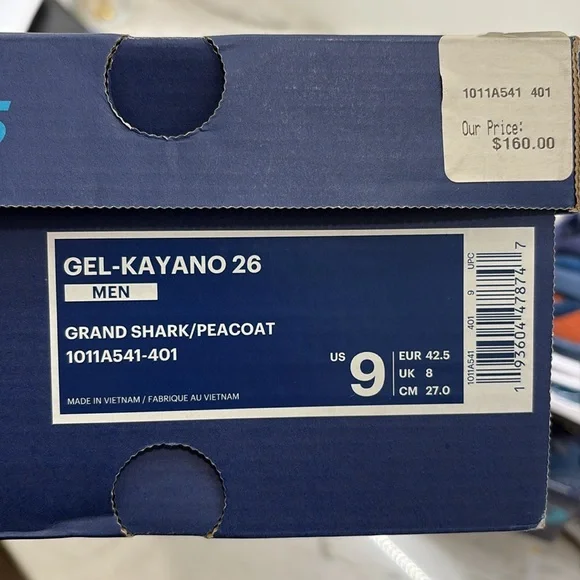 1011A541 401
Our Price:
$160.00
GEL-KAYANO 26
MEN
GRAND SHARK/PEACOAT
1011A541-401
MADE IN VIETNAM / FABRIQUE AU VIETNAM
US 9
EUR 42.5
UK 8
CM 27.0
1011A541 401 9 UPC
1 93604 47874 7